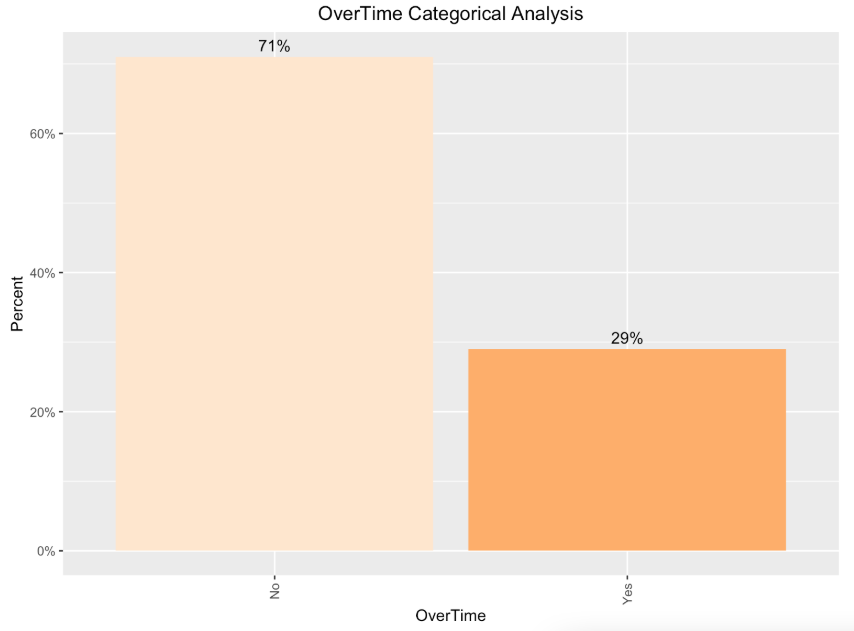 OverTime Categorical Analysis
71%
60%
40%
29%
20%
0%
Percent
No
Yes
OverTime